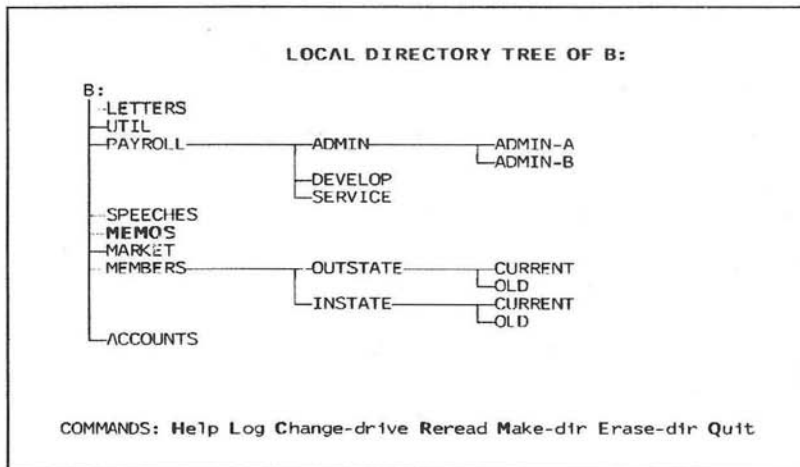 LOCAL DIRECTORY TREE OF B:
B:
LETTERS
UTIL
PAYROLL ADMIN ADMIN-A
ADMIN-B
DEVELOP
SERVICE
SPEECHES
MEMOS
MARKET
MEMBERS OUTSTATE CURRENT
OLD
INSTATE CURRENT
OLD
ACCOUNTS
COMMANDS: Help Log Change-drive Reread Make-dir Erase-dir Quit